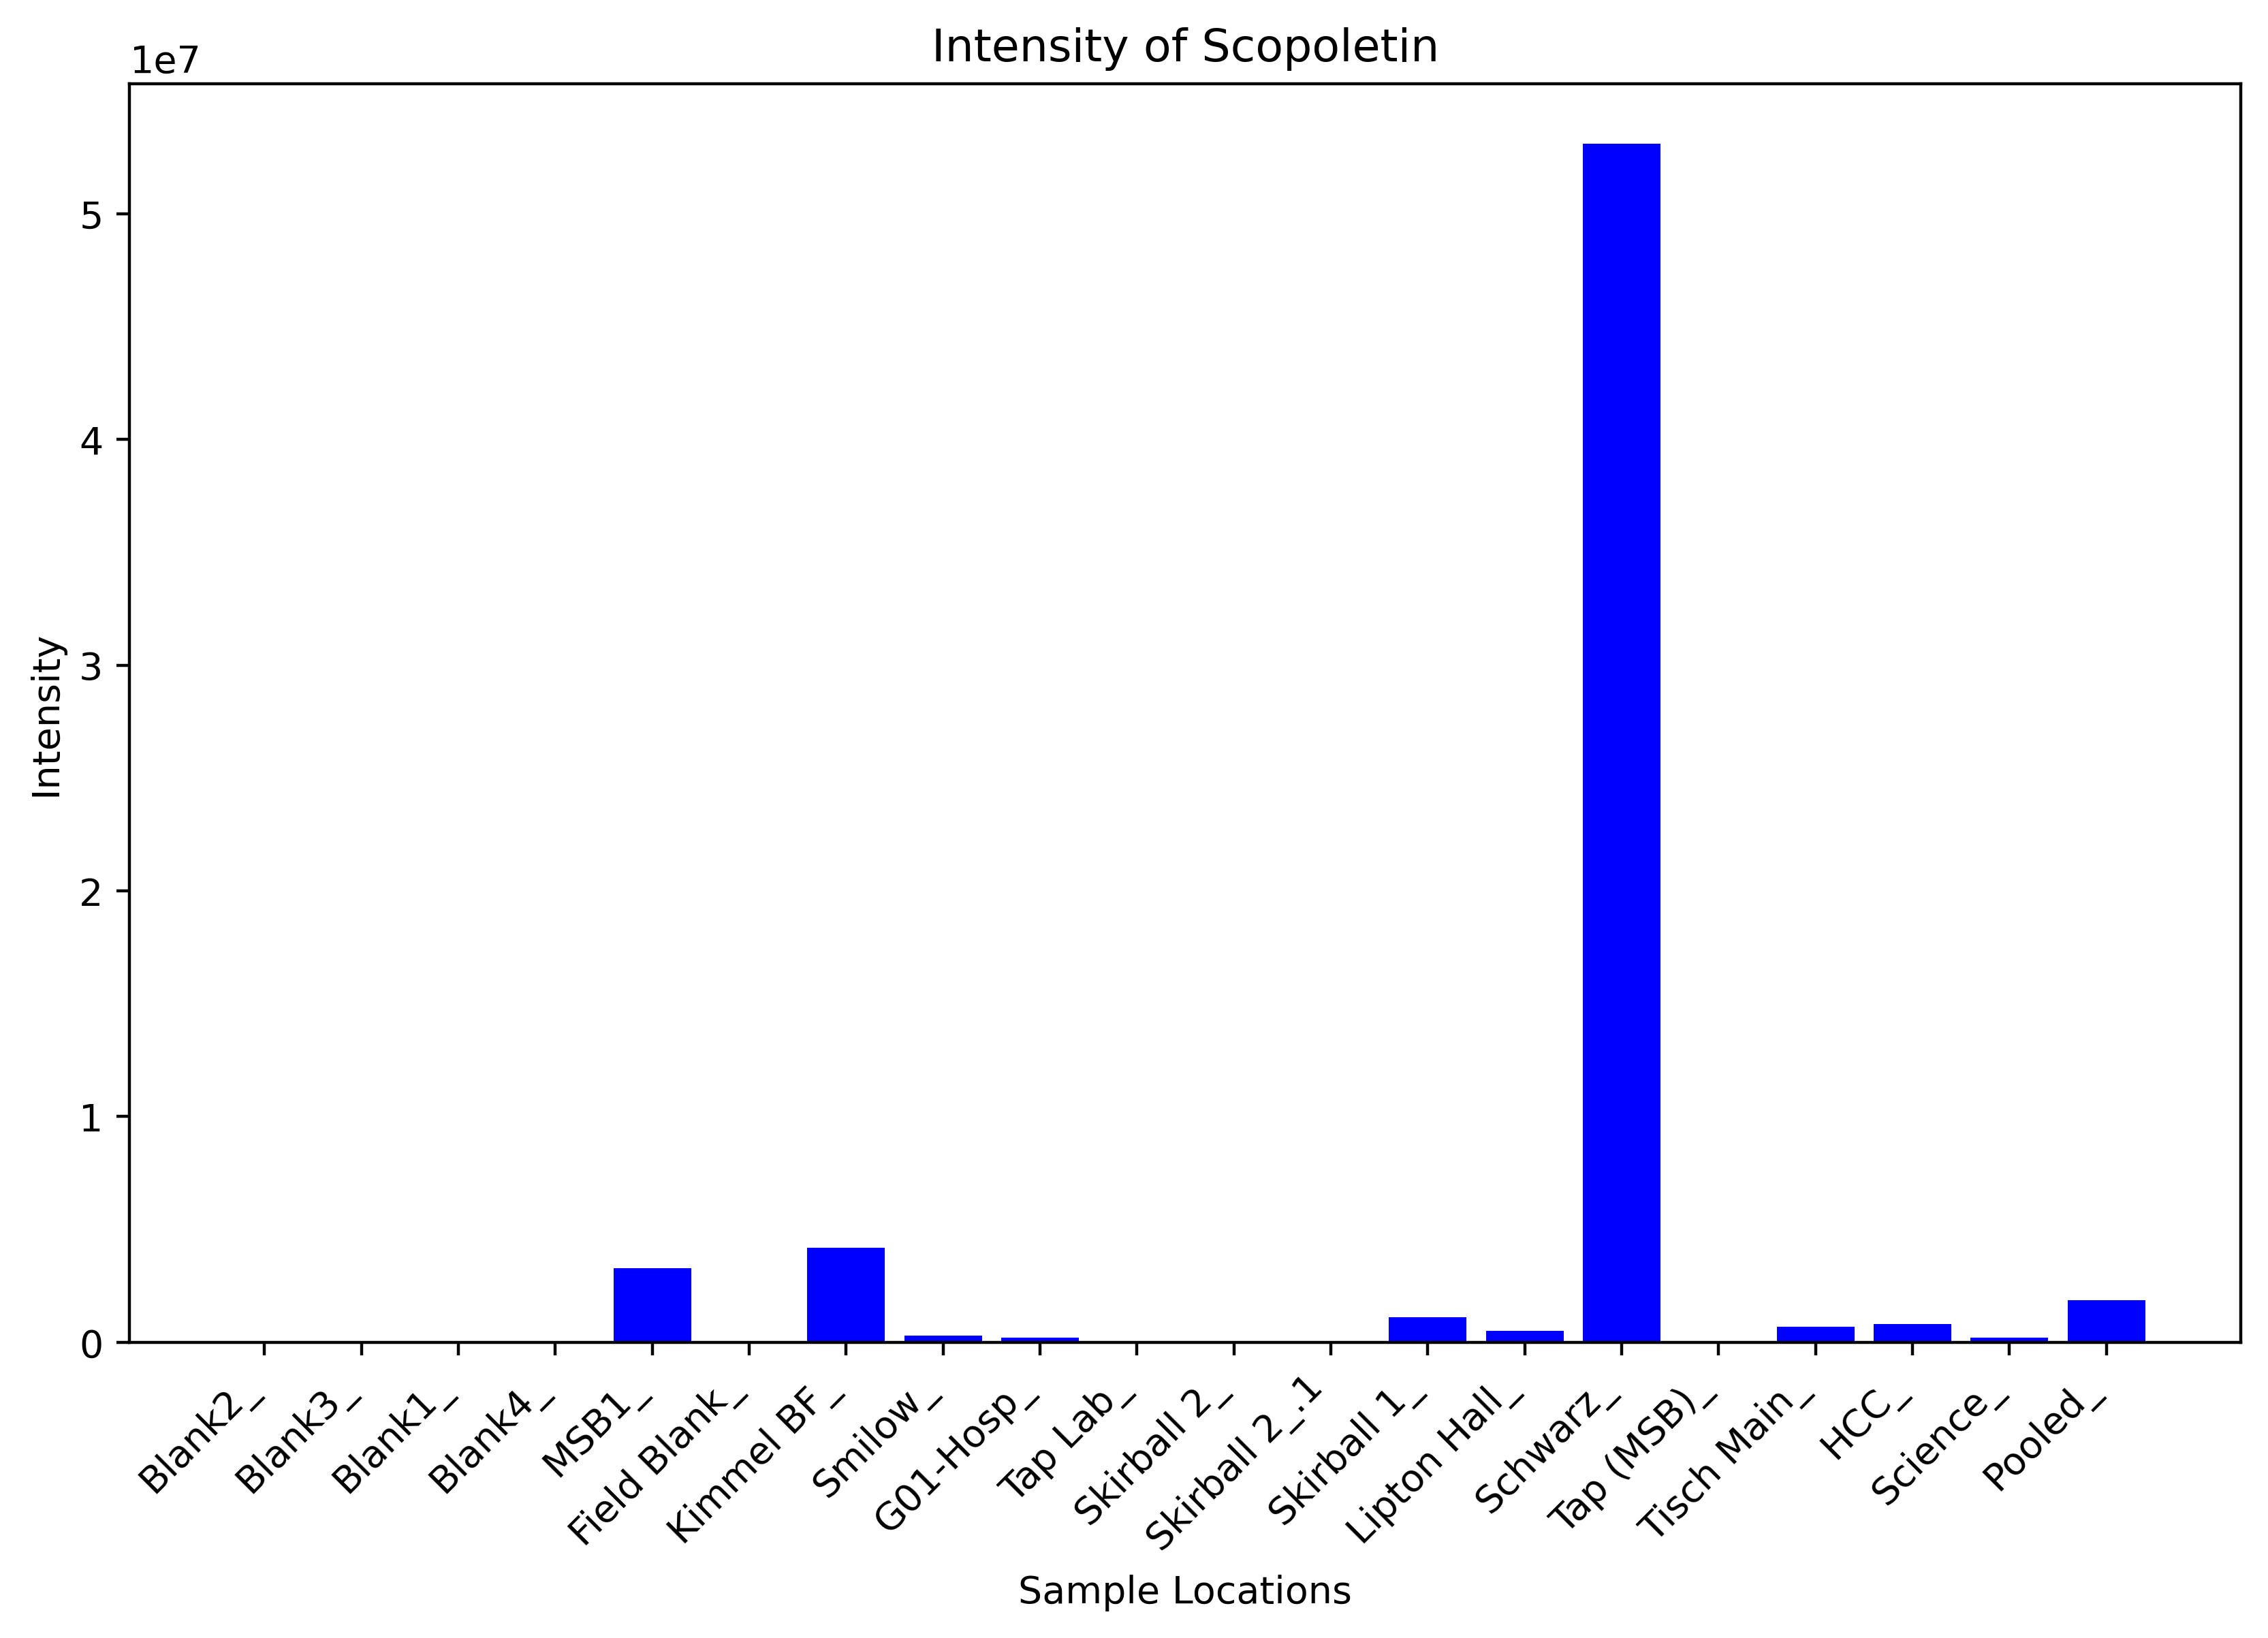 Intensity of Scopoletin
1e7
5
4
3
2
1
0
Intensity
Blank2_
Blank3_
Blank1_
Blank4_
MSB1_
Field Blank_
Kimmel BF_
Smilow_
G01-Hosp_
Tap Lab_
Skirball 2_
Skirball 2_.1
Skirball 1_
Lipton Hall_
Schwarz_
Tap (MSB)_
Tisch Main_
HCC_
Science_
Pooled_
Sample Locations